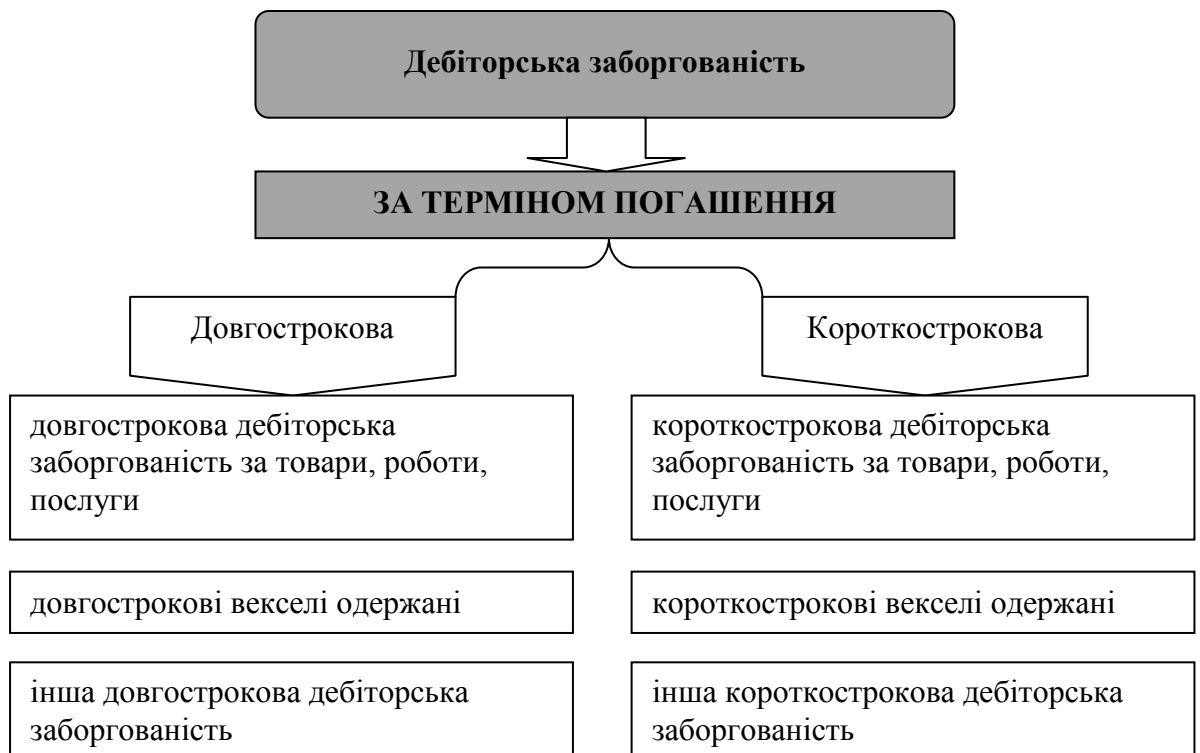 Дебіторська заборгованість
ЗА ТЕРМІНОМ ПОГАШЕННЯ
Довгострокова
Короткострокова
довгострокова дебіторська
заборгованість за товари, роботи,
послуги
короткострокова дебіторська
заборгованість за товари, роботи,
послуги
довгострокові векселі одержані
короткострокові векселі одержані
інша довгострокова дебіторська
заборгованість
інша короткострокова дебіторська
заборгованість